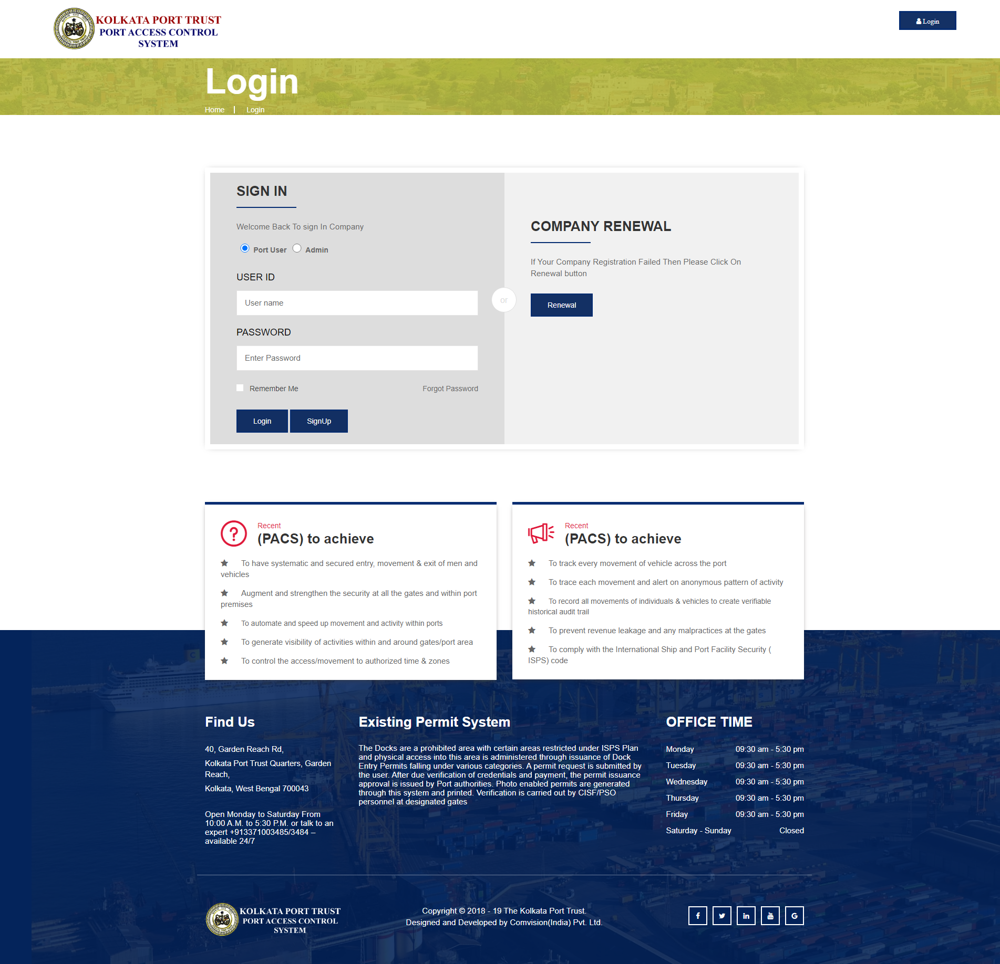 KOLKATA PORT TRUST
PORT ACCESS CONTROL
SYSTEM
Login
Login
Home
Login
SIGN IN
Welcome Back To sign In Company
Port User
Admin
USER ID
User name
PASSWORD
Enter Password
Remember Me
Forgot Password
Login
SignUp
or
COMPANY RENEWAL
If Your Company Registration Failed Then Please Click On
Renewal button
Renewal
Recent
(PACS) to achieve
To have systematic and secured entry, movement & exit of men and
vehicles
Augment and strengthen the security at all the gates and within port
premises
To automate and speed up movement and activity within ports
To generate visibility of activities within and around gates/port area
To control the access/movement to authorized time & zones
Recent
(PACS) to achieve
To track every movement of vehicle across the port
To trace each movement and alert on anonymous pattern of activity
To record all movements of individuals & vehicles to create verifiable
historical audit trail
To prevent revenue leakage and any malpractices at the gates
To comply with the International Ship and Port Facility Security (
ISPS) code
Find Us
40, Garden Reach Rd,
Kolkata Port Trust Quarters, Garden
Reach,
Kolkata, West Bengal 700043
Open Monday to Saturday From
10:00 A.M. to 5:30 P.M. or talk to an
expert +913371003485/3484 –
available 24/7
Existing Permit System
The Docks are a prohibited area with certain areas restricted under ISPS Plan
and physical access into this area is administered through issuance of Dock
Entry Permits falling under various categories. A permit request is submitted by
the user. After due verification of credentials and payment, the permit issuance
approval is issued by Port authorities. Photo enabled permits are generated
through this system and printed. Verification is carried out by CISF/PSO
personnel at designated gates
OFFICE TIME
Monday 09:30 am - 5:30 pm
Tuesday 09:30 am - 5:30 pm
Wednesday 09:30 am - 5:30 pm
Thursday 09:30 am - 5:30 pm
Friday 09:30 am - 5:30 pm
Saturday - Sunday Closed
KOLKATA PORT TRUST
PORT ACCESS CONTROL
SYSTEM
Copyright © 2018 - 19 The Kolkata Port Trust.
Designed and Developed by Comvision(India) Pvt. Ltd.